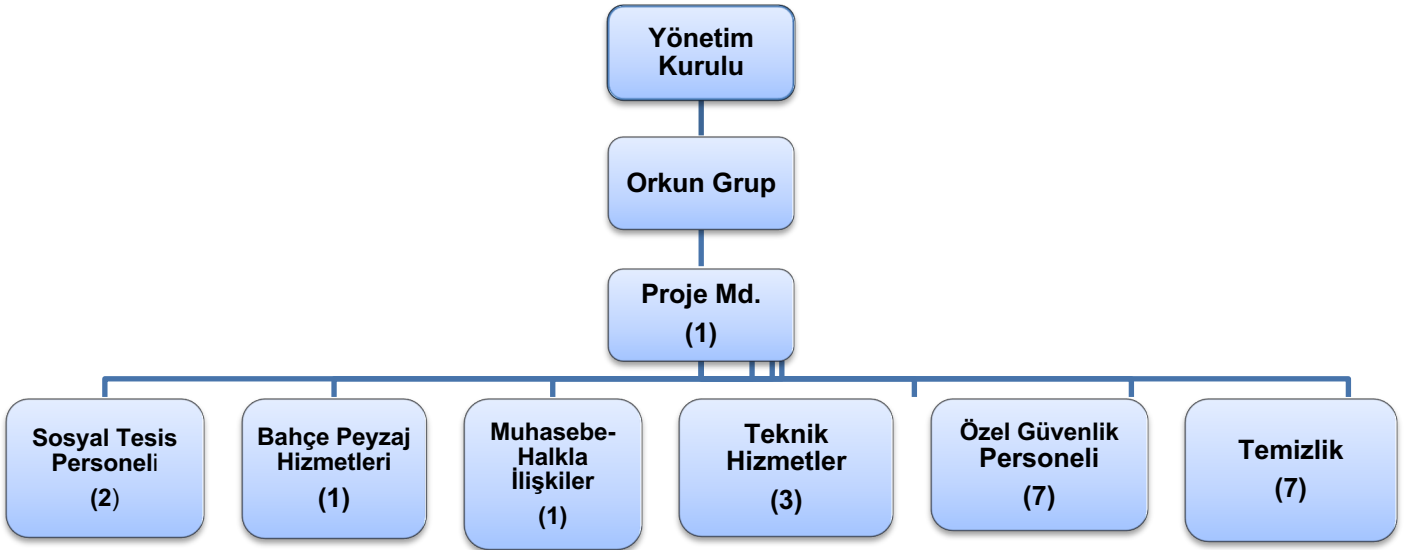 Yönetim
Kurulu
Orkun Grup
Proje Md.
(1)
Sosyal Tesis
Personeli
(2)
Bahçe Peyzaj
Hizmetleri
(1)
Muhasebe-
Halkla
İlişkiler
(1)
Teknik
Hizmetler
(3)
Özel Güvenlik
Personeli
(7)
Temizlik
(7)